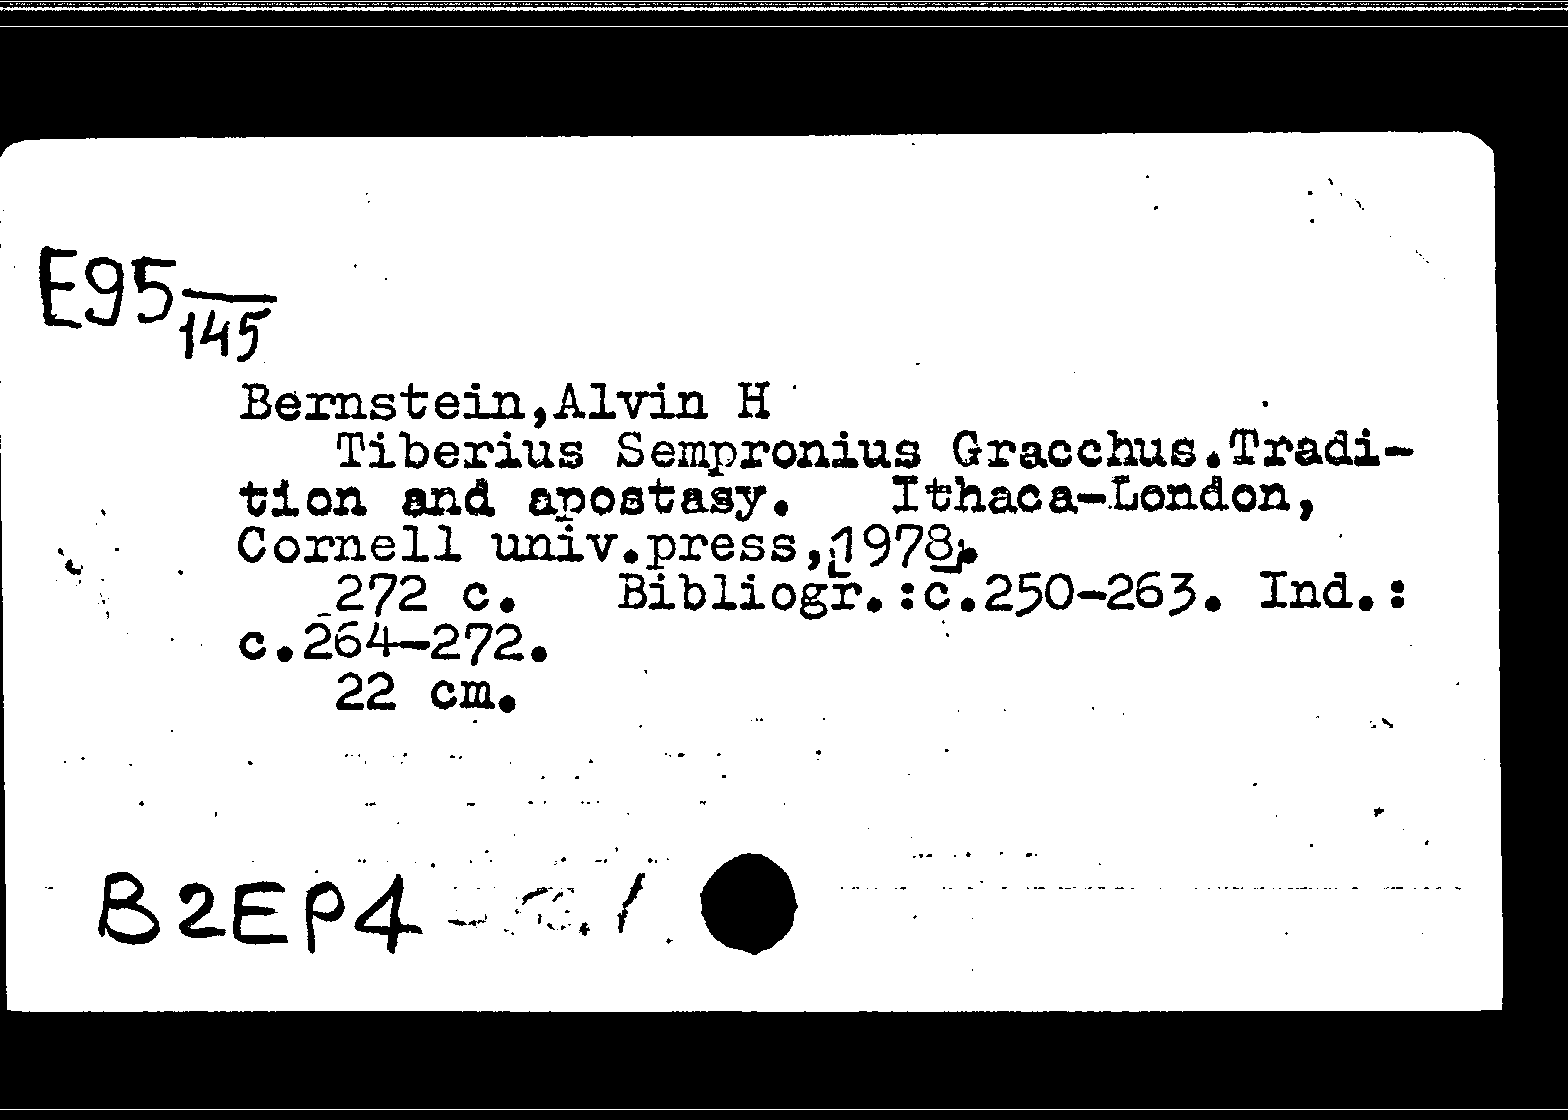 E95
145
Bernstein,Alvin H
Tiberius Sempronius Gracchus.Tradi-
tion and apostasy. Ithaca-London,
Cornell univ.press,[1978].
272 c. Bibliogr.:c.250-263. Ind.:
c.264-272.
22 cm.
B2EP4